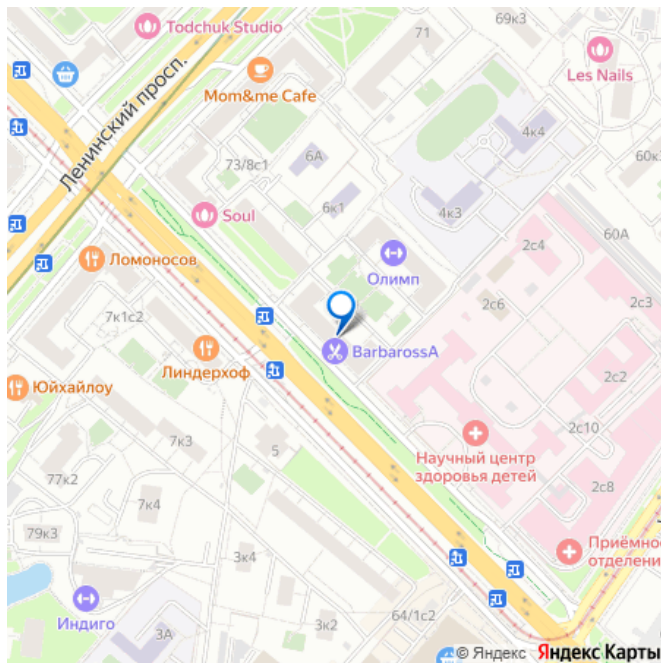 69к3
Todchuk Studio
71
Les Nails
Mom&me Cafe
Ленинский просп.
4к4
6А
73/8с1
60к
6к1
4к3
Soul
60А
2с4
Ломоносов
Олимп
2с3
2с6
7к1с2
BarbarossA
Линдерхоф
2с2
Юйхайлоу
2с10
7к3
5
Научный центр
здоровья детей
77к2
2с8
7к4
79к3
Приёмно
отделени
3к4
Индиго
64/1с2
3к2
3А
© Яндекс Яндекс Карты